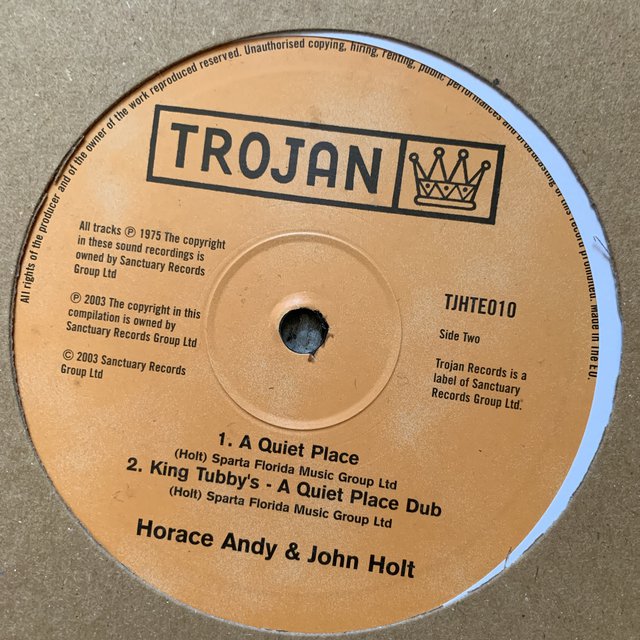 All rights of the producer and of the owner of the work reproduced reserved. Unauthorised copying, hiring, renting, public performances and broadcasting of this record prohibited. Made in the EU.
TROJAN
All tracks ℗ 1975 The copyright
in these sound recordings is
owned by Sanctuary Records
Group Ltd
℗ 2003 The copyright in this
compilation is owned by
Sanctuary Records Group Ltd
© 2003 Sanctuary Records
Group Ltd
TJHTE010
Side Two
Trojan Records is a
label of Sanctuary
Records Group Ltd.
1. A Quiet Place
(Holt) Sparta Florida Music Group Ltd
2. King Tubby's - A Quiet Place Dub
(Holt) Sparta Florida Music Group Ltd
Horace Andy & John Holt